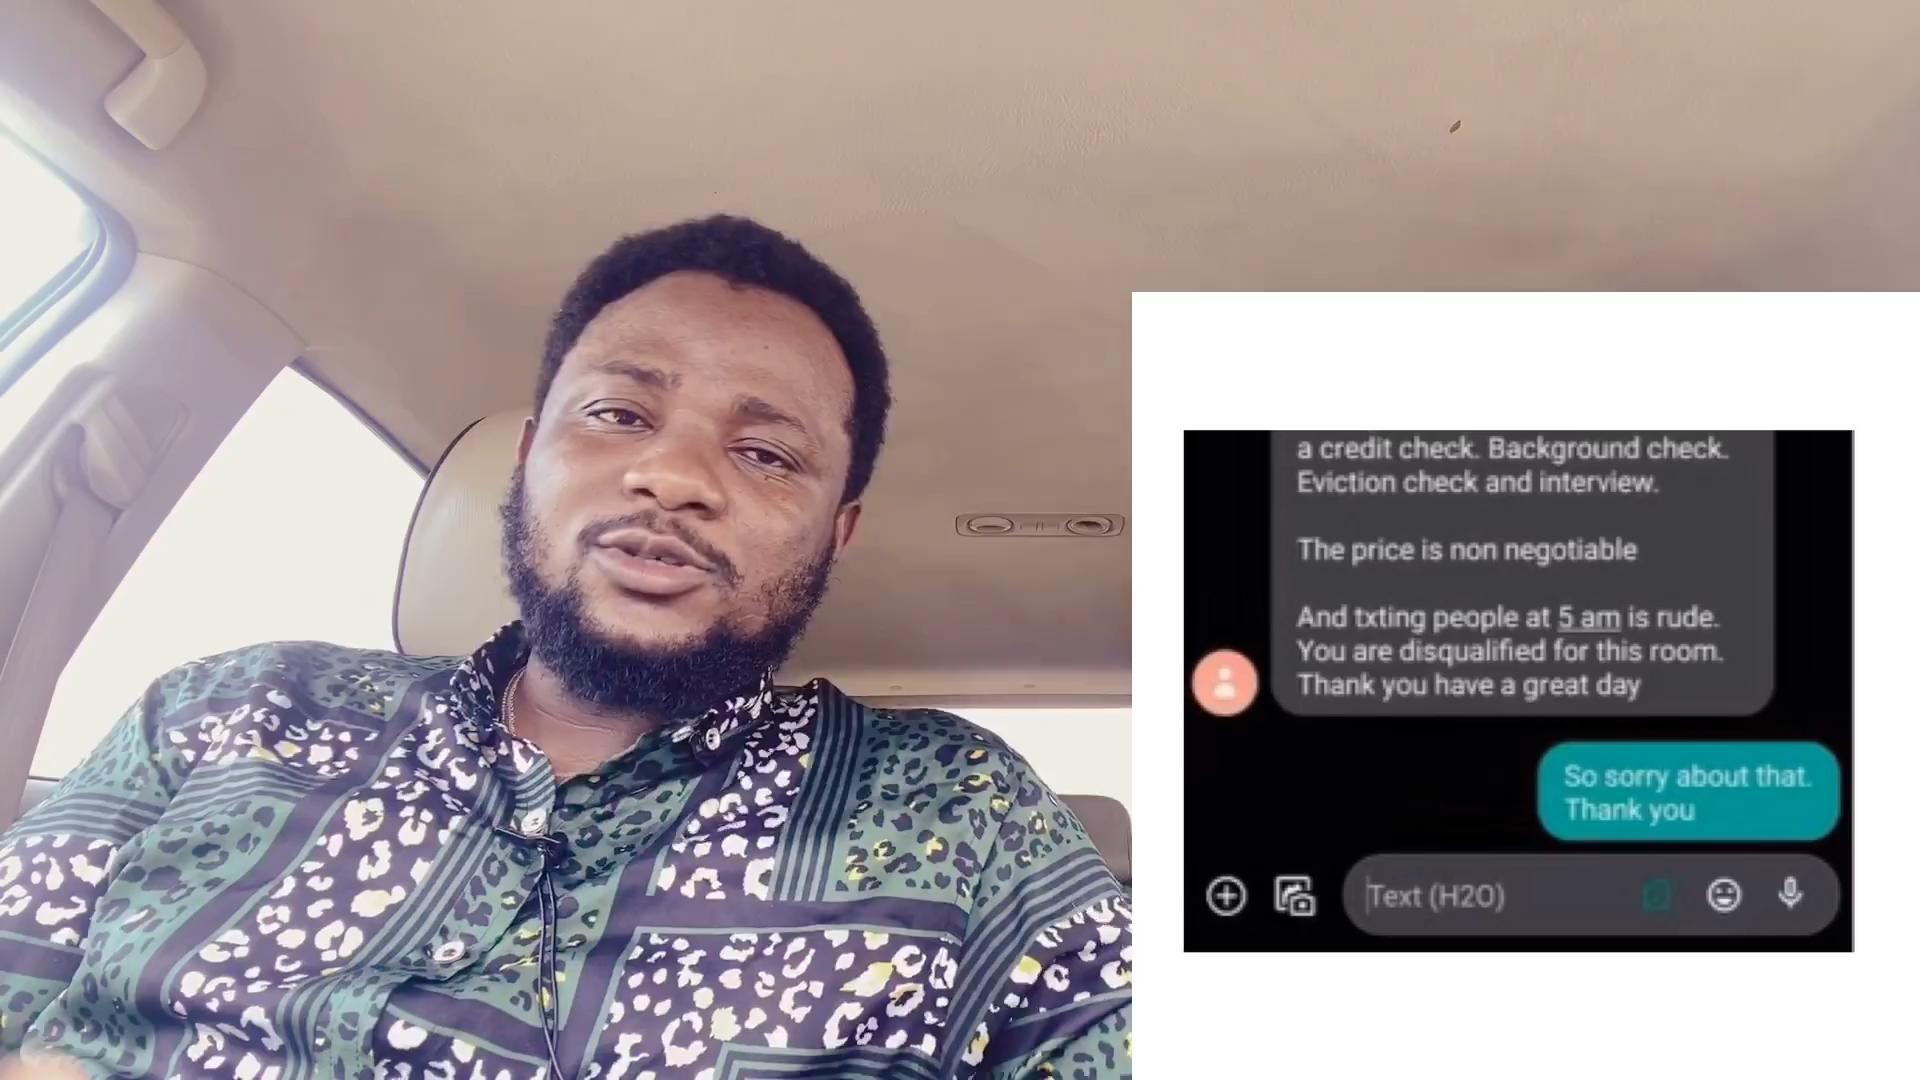 a credit check. Background check.
Eviction check and interview.
The price is non negotiable
And txting people at 5 am is rude.
You are disqualified for this room.
Thank you have a great day
So sorry about that.
Thank you
Text (H2O)